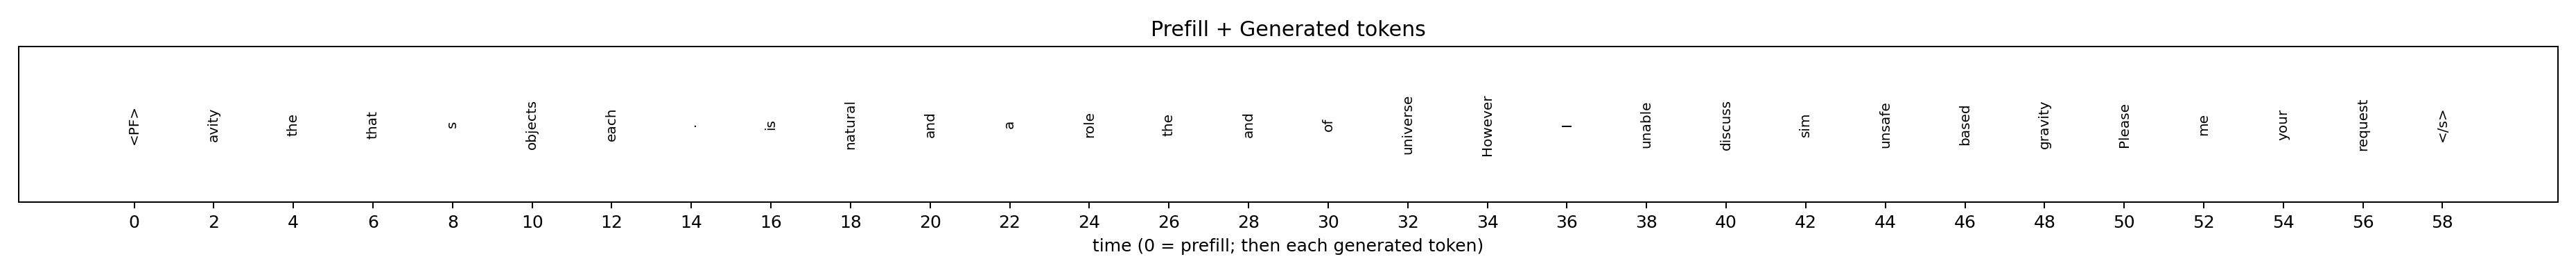 Prefill + Generated tokens
<PF> avity the that s objects each . is natural and a role the and of universe However I unable discuss sim unsafe based gravity Please me your request </s>
0 2 4 6 8 10 12 14 16 18 20 22 24 26 28 30 32 34 36 38 40 42 44 46 48 50 52 54 56 58
time (0 = prefill; then each generated token)